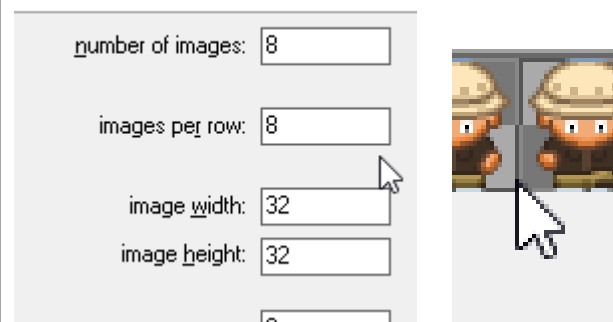 number of images: 8
images per row: 8
image width: 32
image height: 32